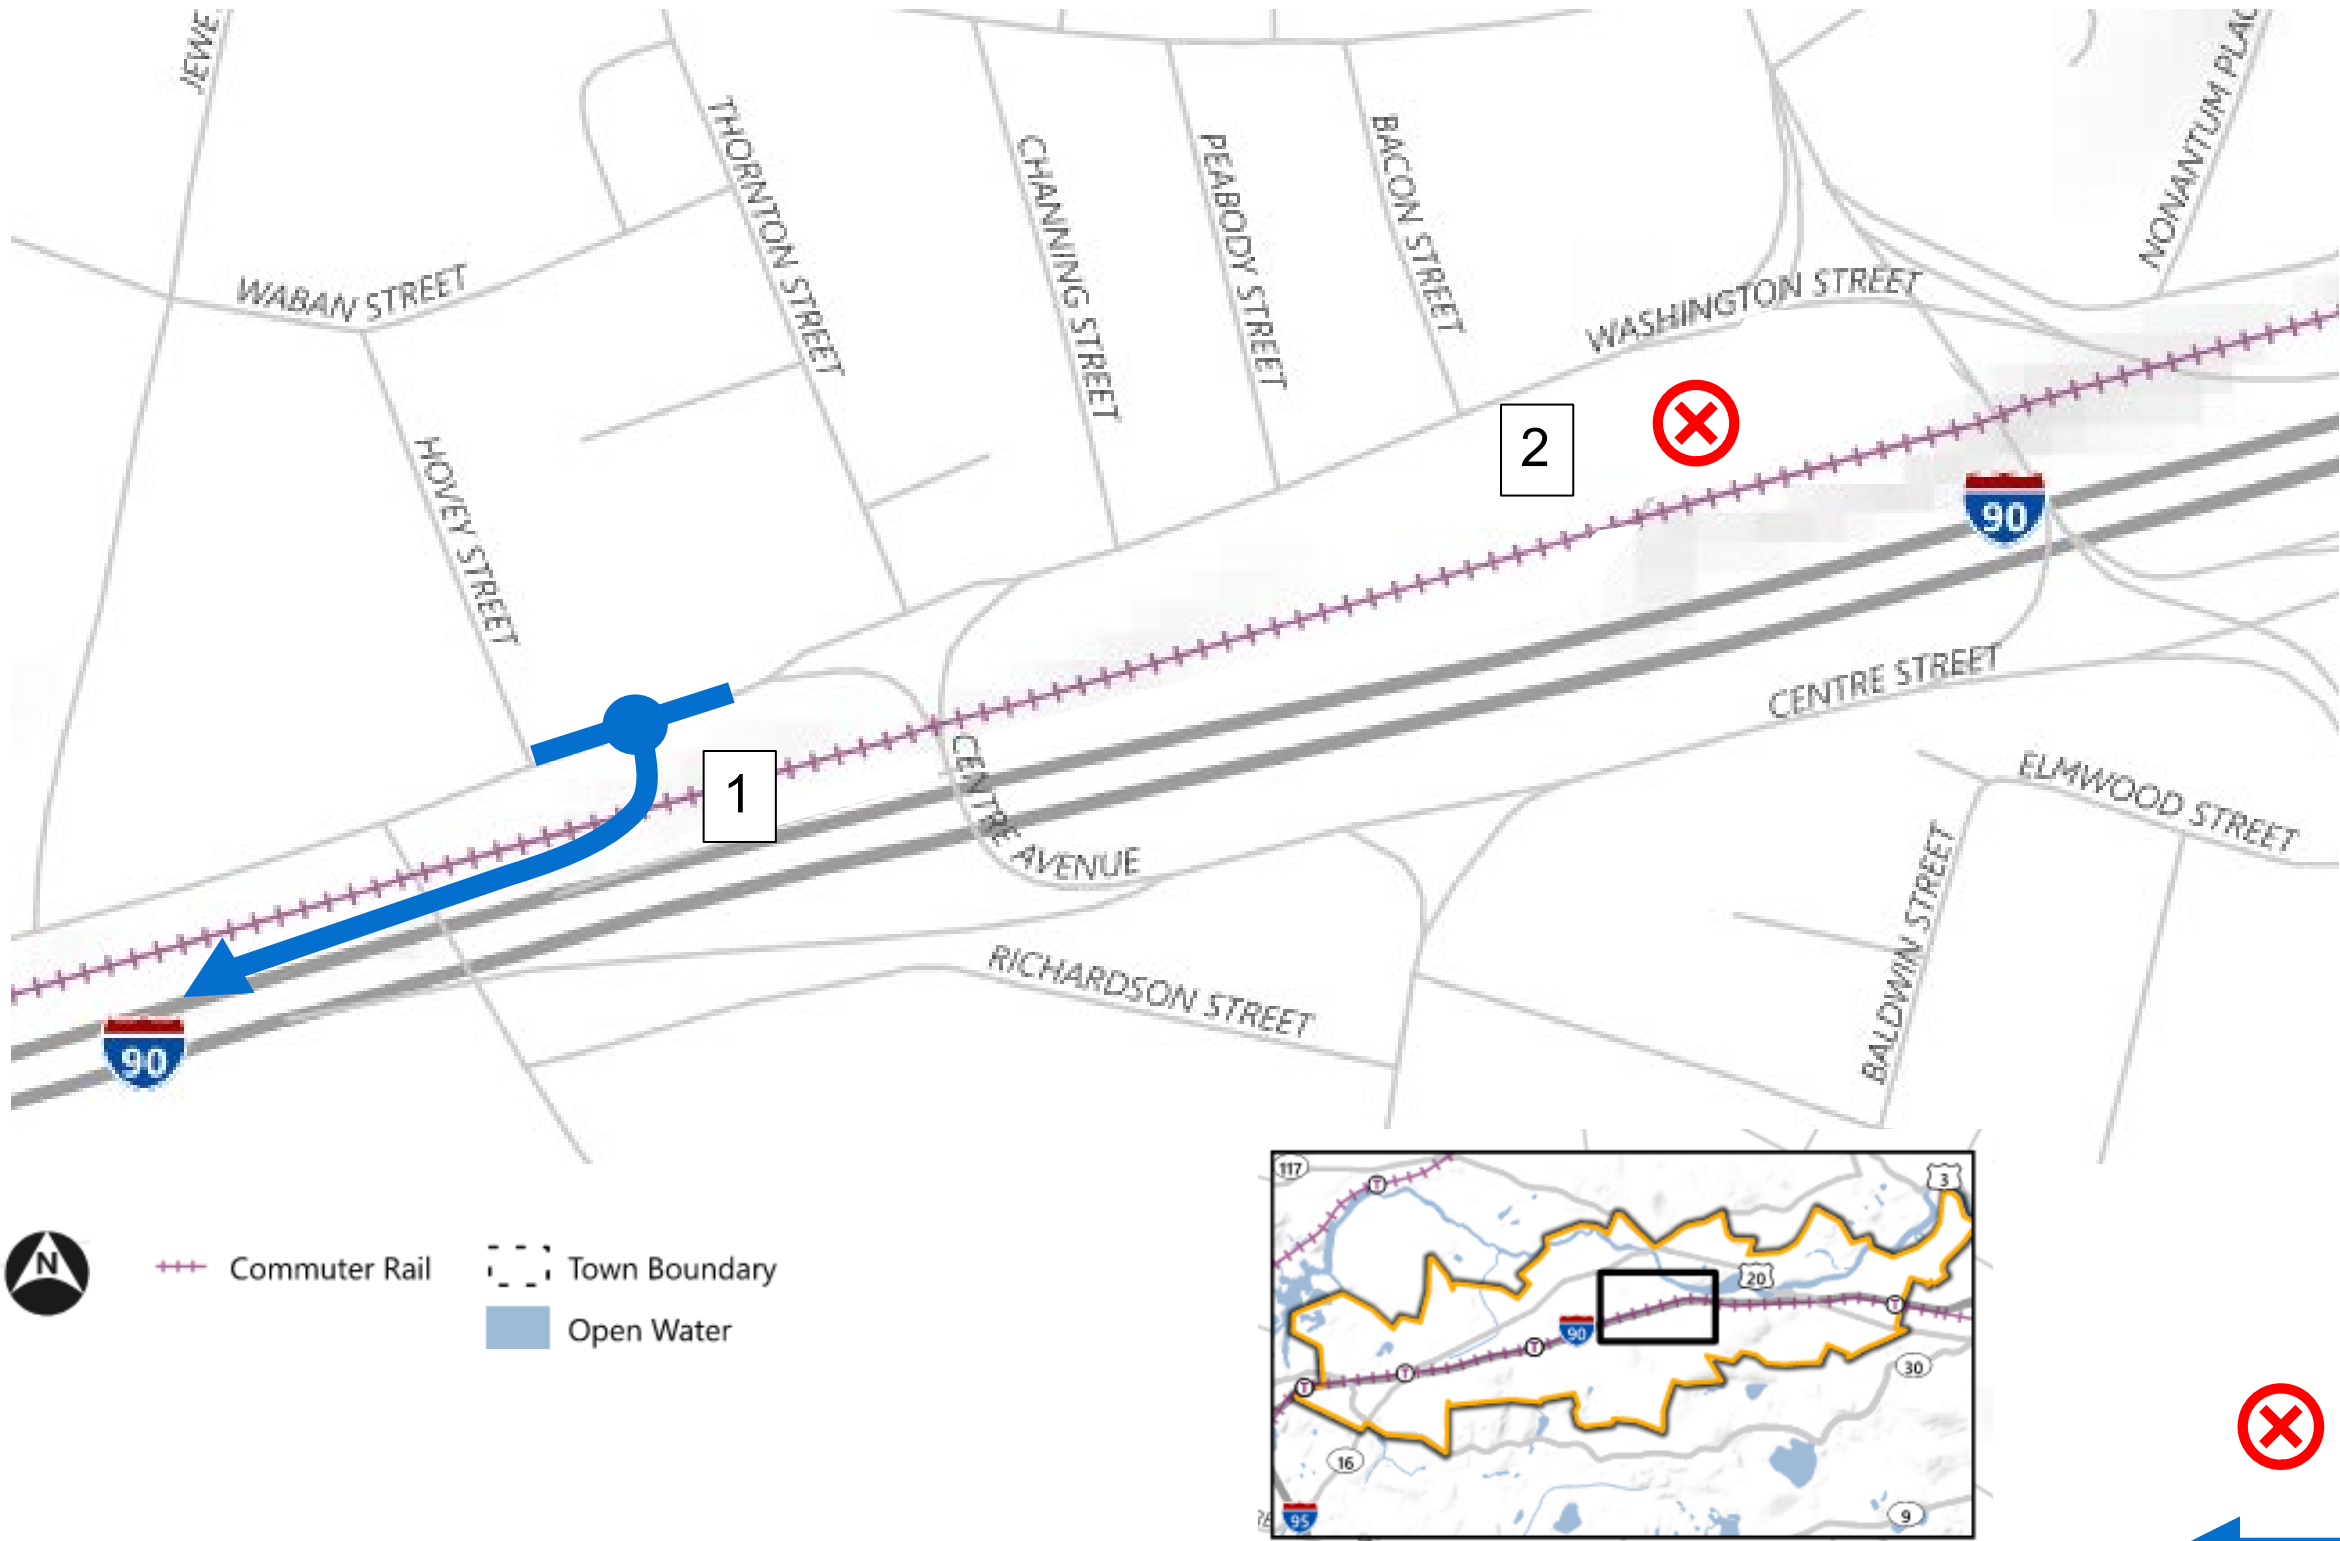 JEWE
THORNTON STREET
CHANNING STREET
PEABODY STREET
BACON STREET
NONANTUM PLAC
WABAN STREET
WASHINGTON STREET
HOVEY STREET
2
90
1
CENTRE AVENUE
CENTRE STREET
ELMWOOD STREET
BALDWIN STREET
RICHARDSON STREET
90
117
3
20
90
30
16
95
9
T
T
T
T
T
N
Commuter Rail
Town Boundary
Open Water